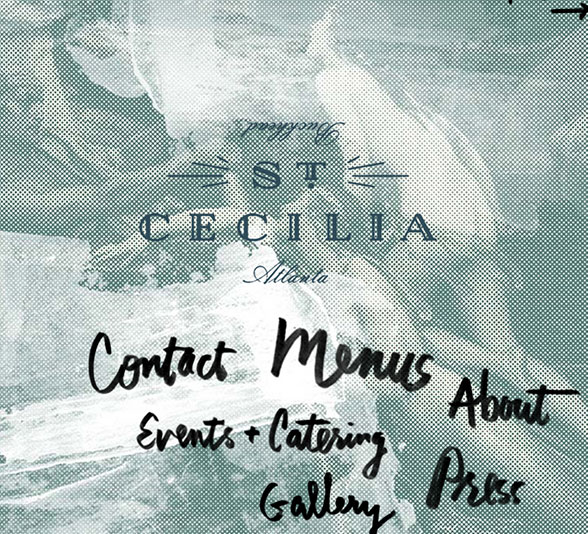 Buckhead's
ST.
CECILIA
Atlanta
Contact Menus
About
Events + Catering
Press
Gallery